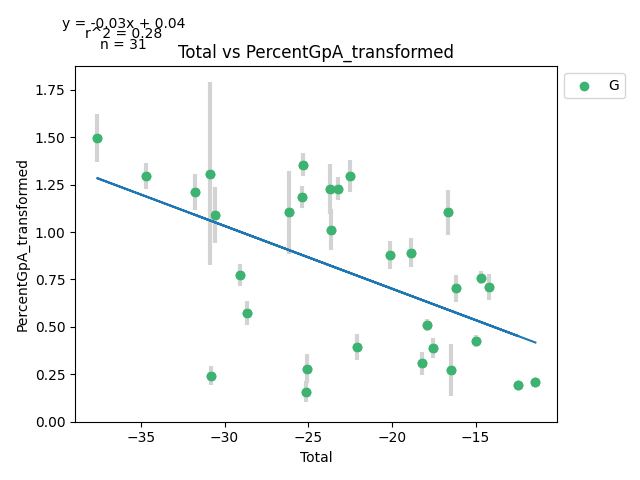 y = -0.03x + 0.04
r^2 = 0.28
n = 31
Total vs PercentGpA_transformed
G
PercentGpA_transformed
1.75
1.50
1.25
1.00
0.75
0.50
0.25
0.00
−35
−30
−25
−20
−15
Total